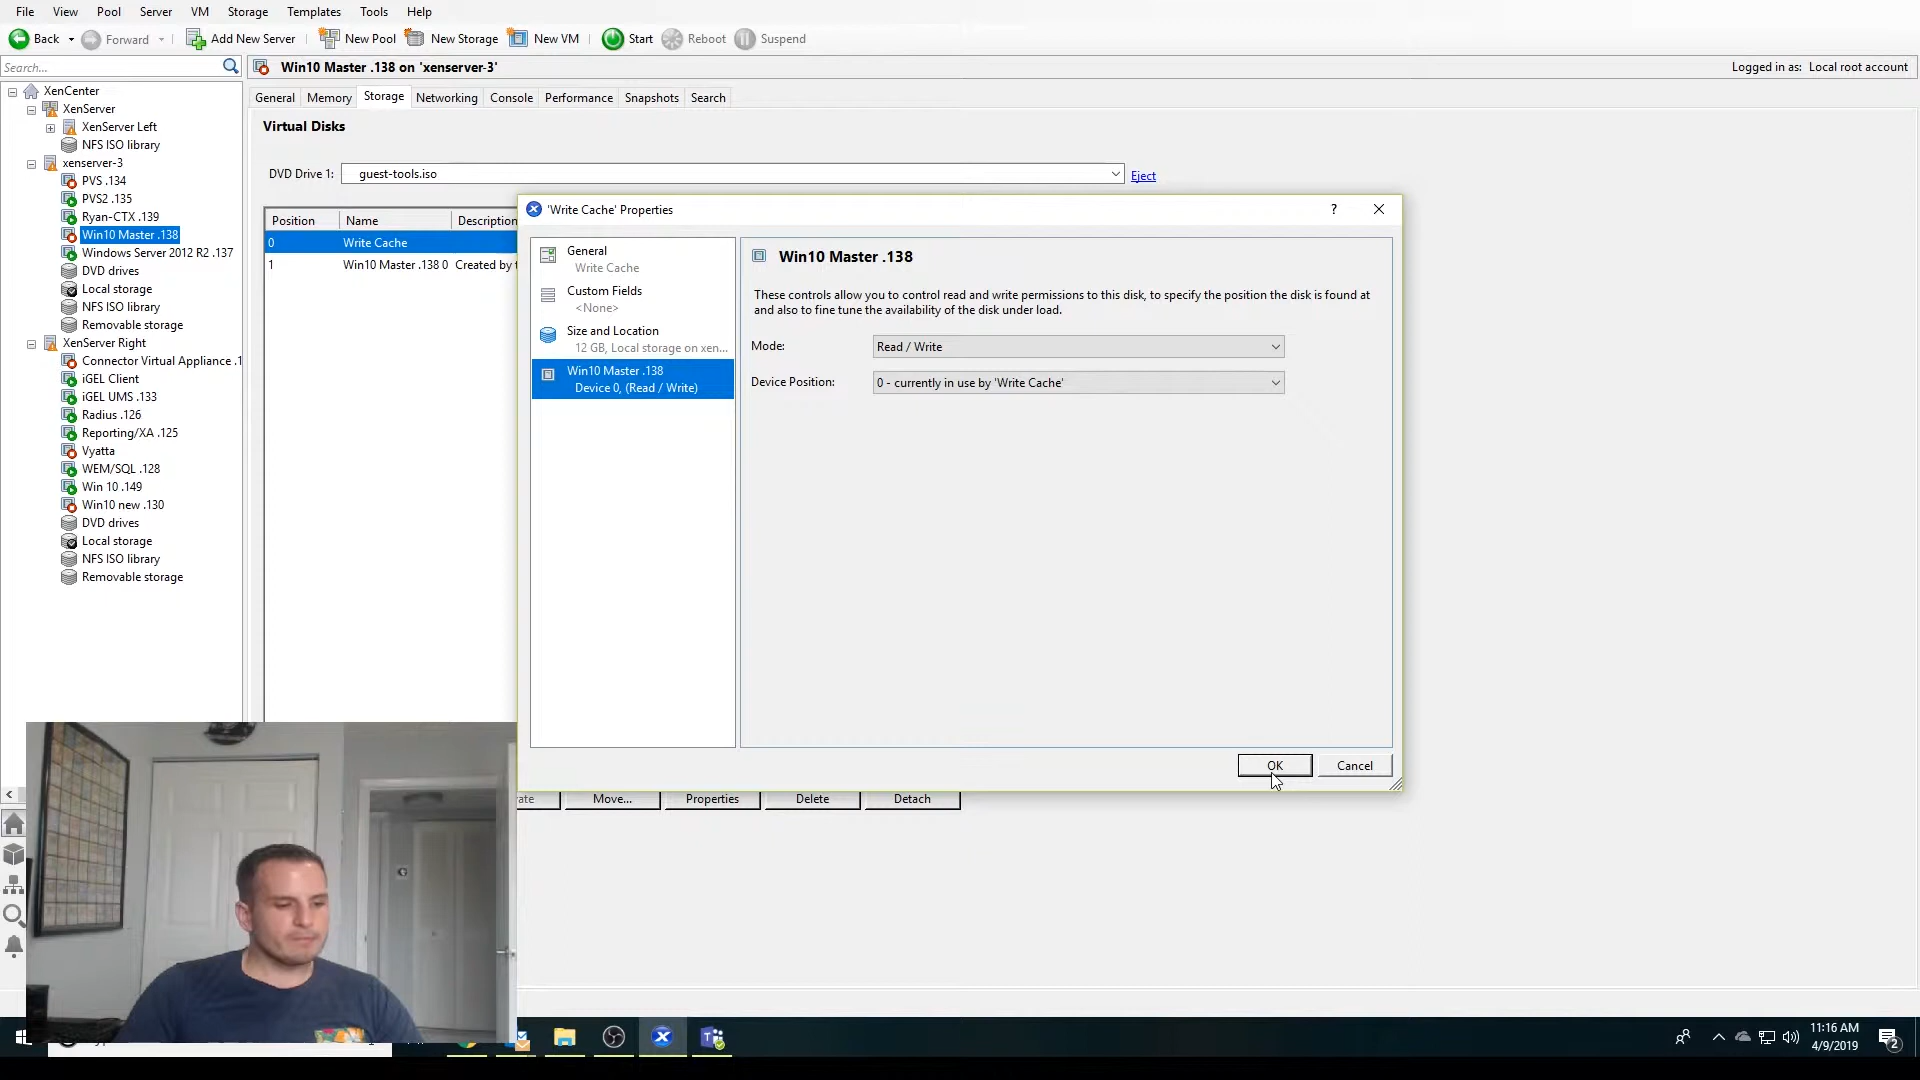 File View Pool Server VM Storage Templates Tools Help
Back Forward Add New Server New Pool New Storage New VM Start Reboot Suspend
Search...
Win10 Master .138 on 'xenserver-3'
Logged in as: Local root account
XenCenter
XenServer
XenServer Left
NFS ISO library
xenserver-3
PVS .134
PVS2 .135
Ryan-CTX .139
Win10 Master .138
Windows Server 2012 R2 .137
DVD drives
Local storage
NFS ISO library
Removable storage
XenServer Right
Connector Virtual Appliance .1
iGEL Client
iGEL UMS .133
Radius .126
Reporting/XA .125
Vyatta
WEM/SQL .128
Win 10 .149
Win10 new .130
DVD drives
Local storage
NFS ISO library
Removable storage
General Memory Storage Networking Console Performance Snapshots Search
Virtual Disks
DVD Drive 1: guest-tools.iso Eject
Position Name Description
0 Write Cache
1 Win10 Master .138 0 Created by
'Write Cache' Properties ?
General
Write Cache
Custom Fields
<None>
Size and Location
12 GB, Local storage on xen...
Win10 Master .138
Device 0, (Read / Write)
Win10 Master .138
These controls allow you to control read and write permissions to this disk, to specify the position the disk is found at
and also to fine tune the availability of the disk under load.
Mode: Read / Write
Device Position: 0 - currently in use by 'Write Cache'
OK Cancel
Move... Properties Delete Detach
11:16 AM
4/9/2019
2